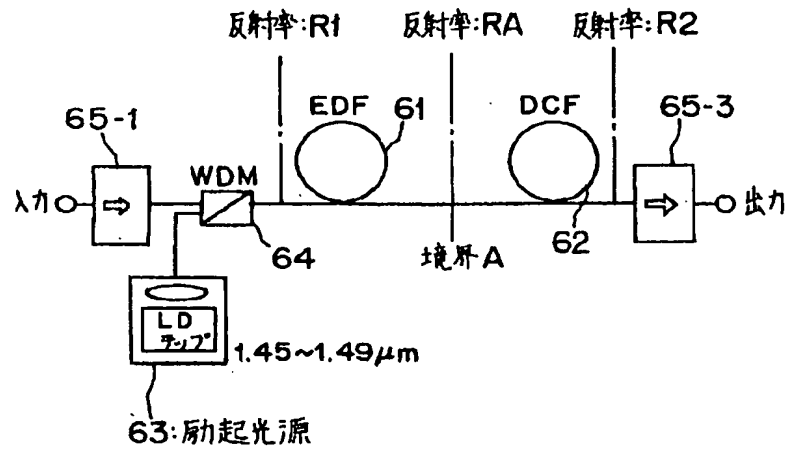 反射率:R1
反射率:RA
反射率:R2
EDF
61
DCF
65-1
65-3
WDM
入力
出力
64
境界A
62
LD
チップ
1.45~1.49μm
63:励起光源